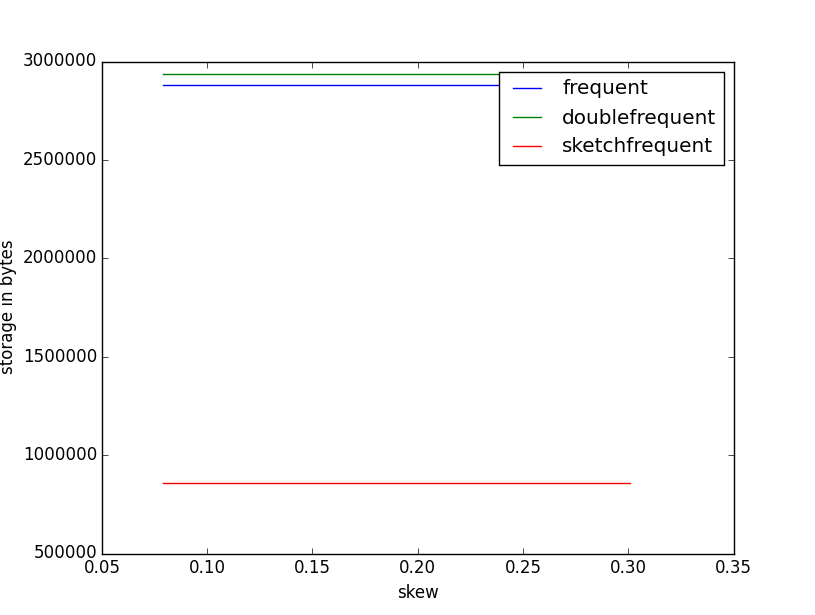 3000000
2500000
2000000
1500000
1000000
500000
storage in bytes
frequent
doublefrequent
sketchfrequent
0.05 0.10 0.15 0.20 0.25 0.30 0.35
skew